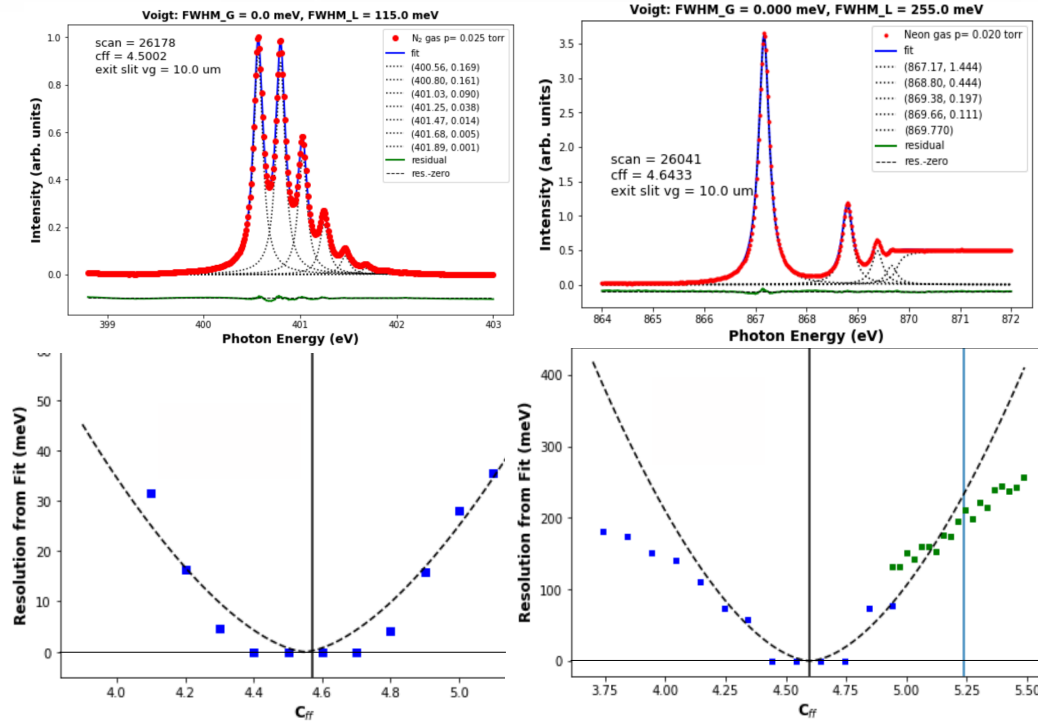 Voigt: FWHM_G = 0.0 meV, FWHM_L = 115.0 meV
scan = 26178
cff = 4.5002
exit slit vg = 10.0 um
N₂ gas p= 0.025 torr
fit
(400.56, 0.169)
(400.80, 0.161)
(401.03, 0.090)
(401.25, 0.038)
(401.47, 0.014)
(401.68, 0.005)
(401.89, 0.001)
residual
res.-zero
Intensity (arb. units)
1.0
0.8
0.6
0.4
0.2
0.0
399
400
401
402
403
Photon Energy (eV)
Voigt: FWHM_G = 0.000 meV, FWHM_L = 255.0 meV
Neon gas p= 0.020 torr
fit
(867.17, 1.444)
(868.80, 0.444)
(869.38, 0.197)
(869.66, 0.111)
(869.770)
residual
res.-zero
scan = 26041
cff = 4.6433
exit slit vg = 10.0 um
Intensity (arb. units)
3.5
3.0
2.5
2.0
1.5
1.0
0.5
0.0
864
865
866
867
868
869
870
871
872
Photon Energy (eV)
Resolution from Fit (meV)
50
40
30
20
10
0
4.0
4.2
4.4
4.6
4.8
5.0
C_ff
Resolution from Fit (meV)
400
300
200
100
0
3.75
4.00
4.25
4.50
4.75
5.00
5.25
5.50
C_ff